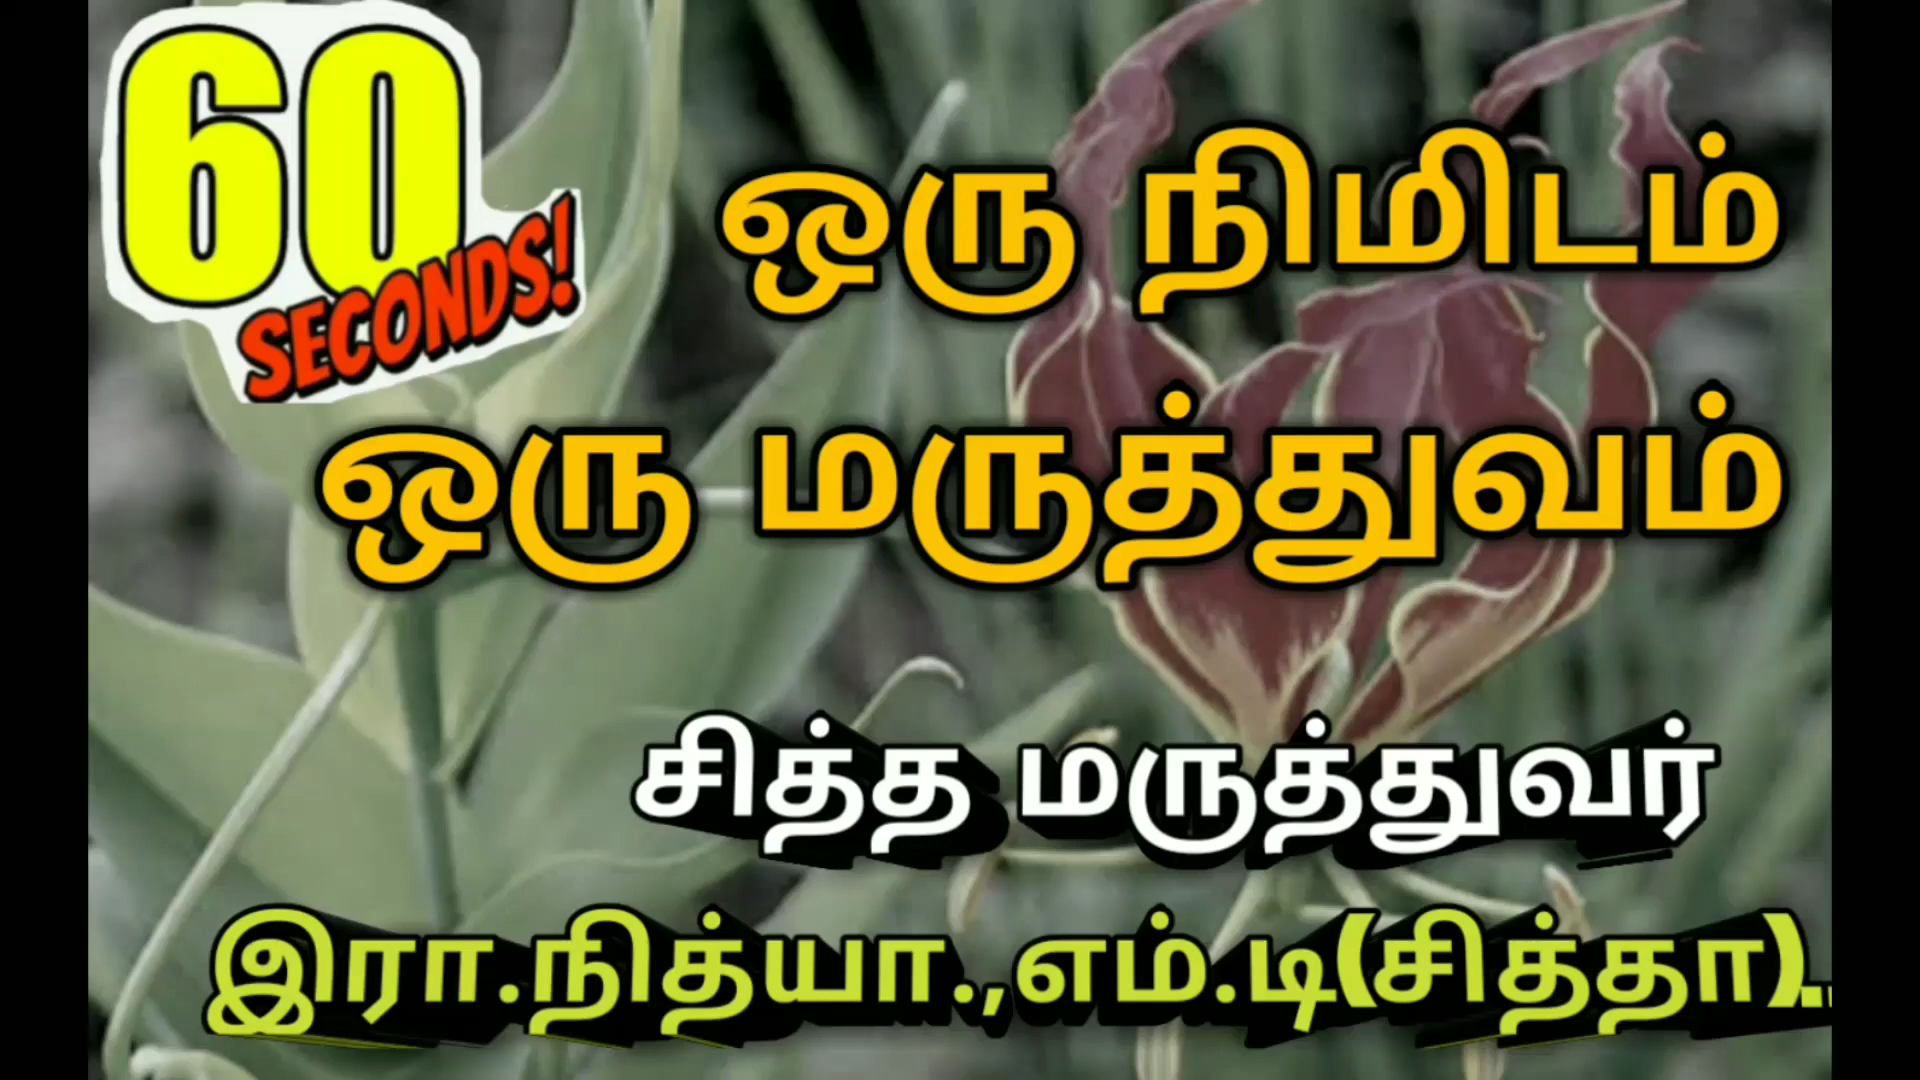 60
SECONDS!
ஒரு நிமிடம்
ஒரு மருத்துவம்
சித்த மருத்துவர்
இரா.நித்யா.,எம்.டி(சித்தா)..